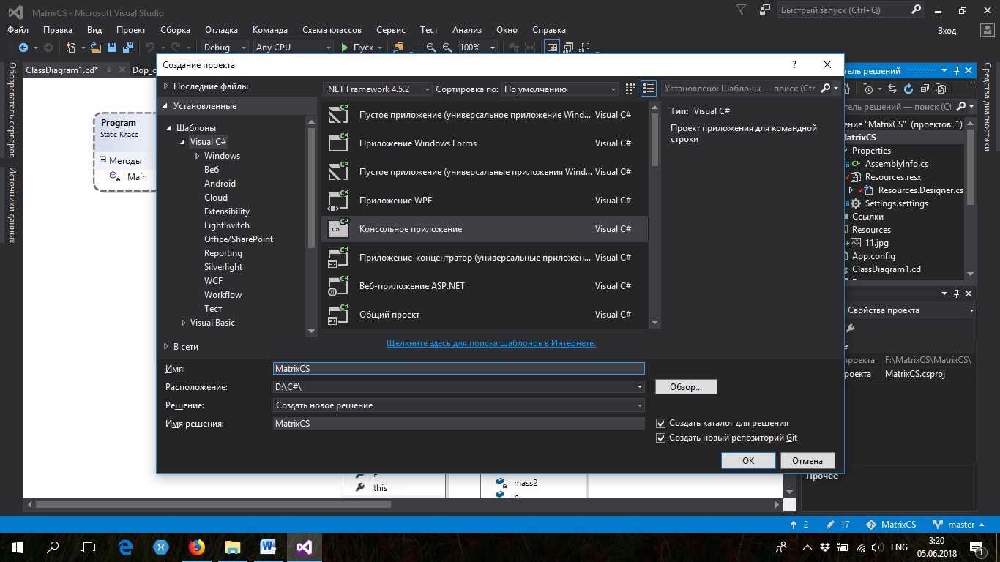 MatrixCS - Microsoft Visual Studio
Быстрый запуск (Ctrl+Q)
Файл Правка Вид Проект Сборка Отладка Команда Схема классов Сервис Тест Анализ Окно Справка Вход
Debug Any CPU Пуск 100%
Обозреватель серверов
Источники данных
ClassDiagram1.cd*
Program
Static Класс
Методы
Main
Создание проекта
?
Последние файлы
Установленные
Шаблоны
Visual C#
Windows
Веб
Android
Cloud
Extensibility
LightSwitch
Office/SharePoint
Reporting
Silverlight
WCF
Workflow
Тест
Visual Basic
В сети
.NET Framework 4.5.2 Сортировка по: По умолчанию
Установлено: Шаблоны — поиск (Ctr
Пустое приложение (универсальное приложение Wind... Visual C#
Приложение Windows Forms Visual C#
Пустое приложение (универсальные приложения Wind... Visual C#
Приложение WPF Visual C#
Консольное приложение Visual C#
Приложение-концентратор (универсальные приложен... Visual C#
Веб-приложение ASP.NET Visual C#
Общий проект Visual C#
Щелкните здесь для поиска шаблонов в Интернете.
Тип: Visual C#
Проект приложения для командной
строки
Имя: MatrixCS
Расположение: D:\C#\ Обзор...
Решение: Создать новое решение
Имя решения: MatrixCS
Создать каталог для решения
Создать новый репозиторий Git
OK Отмена
тель решений
тель решений — поиск (Ct
ние "MatrixCS" (проектов: 1)
MatrixCS
Properties
AssemblyInfo.cs
Resources.resx
Resources.Designer.cs
Settings.settings
Ссылки
Resources
11.jpg
App.config
ClassDiagram1.cd
Свойства проекта
проекта F:\MatrixCS\MatrixCS\
роекта MatrixCS.csproj
Прочее
Средства диагностики
this
mass2
n
2 17 MatrixCS master
ENG
3:20
05.06.2018
1